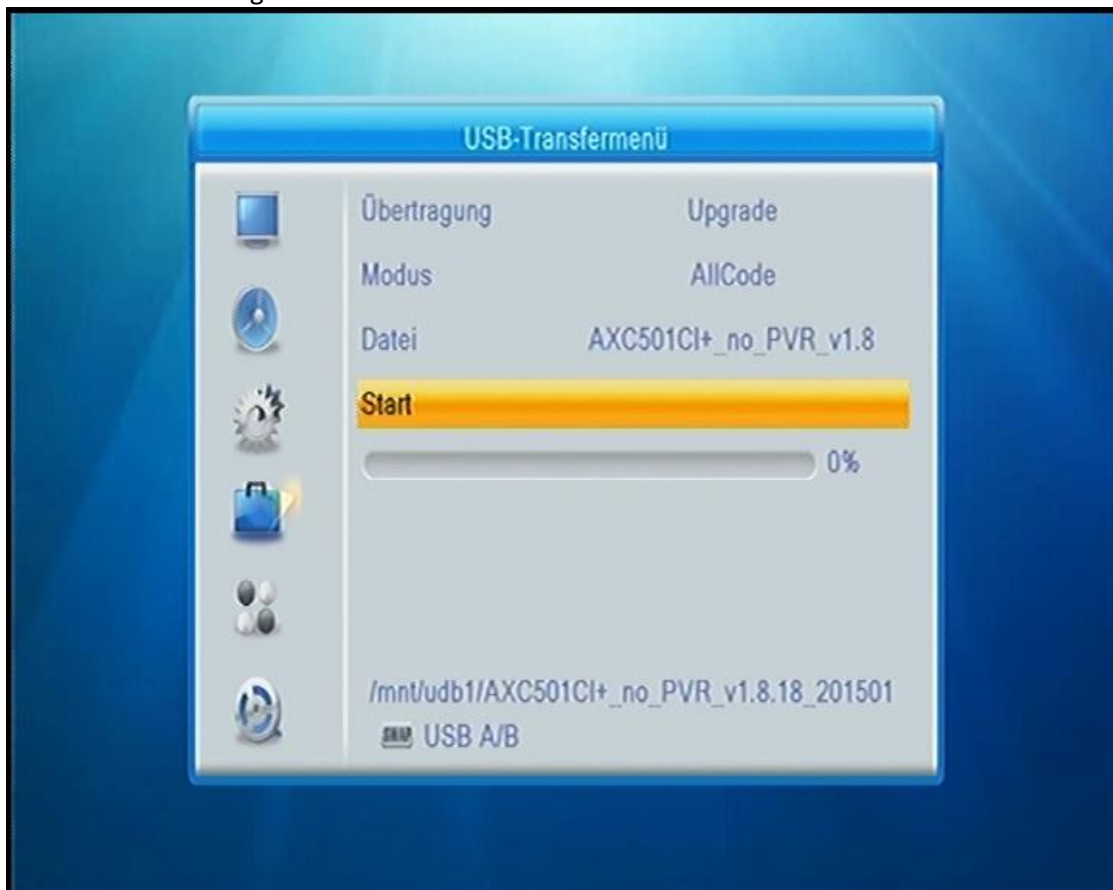 USB-Transfermenü
Übertragung Upgrade
Modus AllCode
Datei AXC501CI+_no_PVR_v1.8
Start
0%
/mnt/udb1/AXC501CI+_no_PVR_v1.8.18_201501
SWAP USB A/B